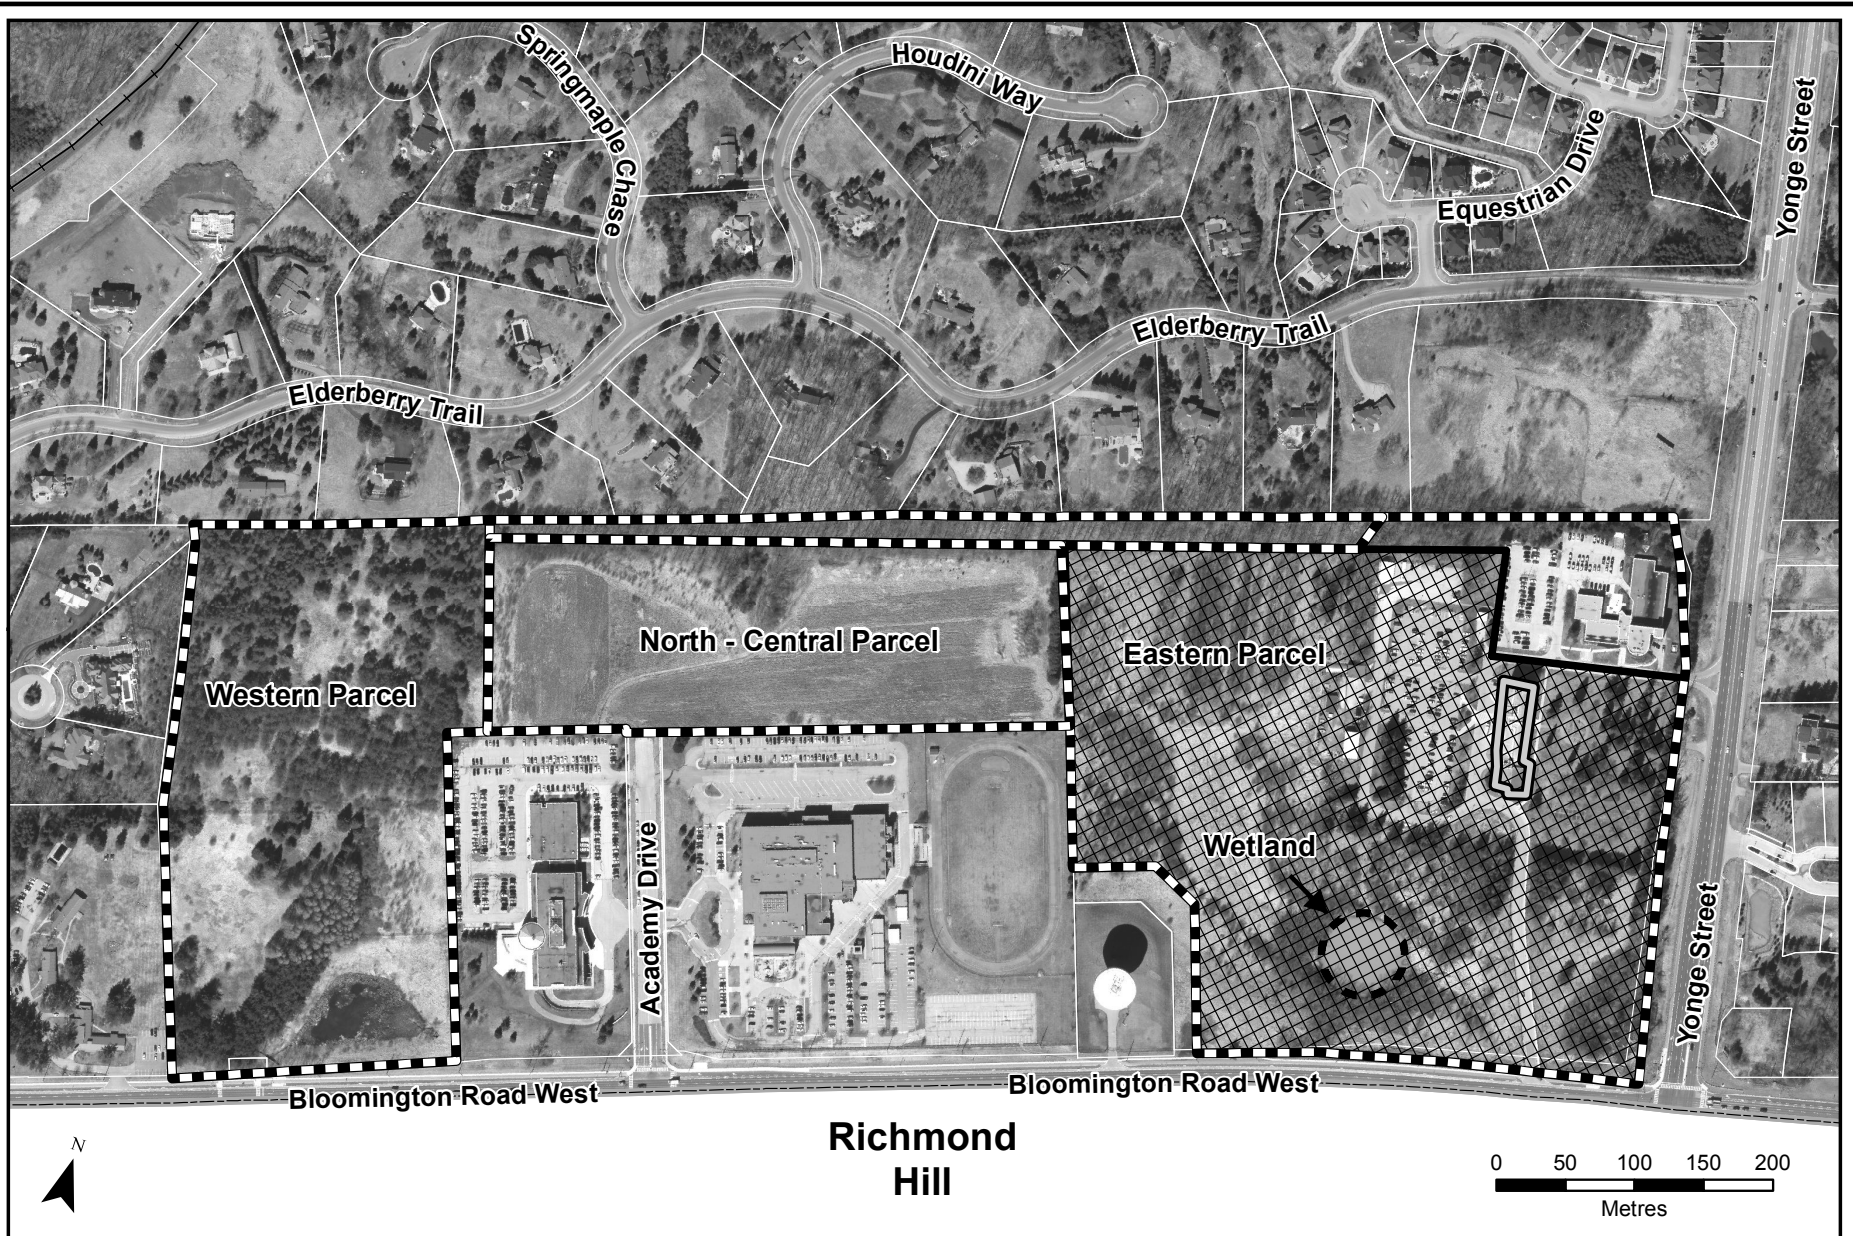 Springmaple Chase
Houdini Way
Yonge Street
Equestrian Drive
Elderberry Trail
Elderberry Trail
North - Central Parcel
Eastern Parcel
Western Parcel
Wetland
Academy Drive
Yonge Street
Bloomington Road West
Bloomington Road West
Richmond
Hill
N
0 50 100 150 200
Metres